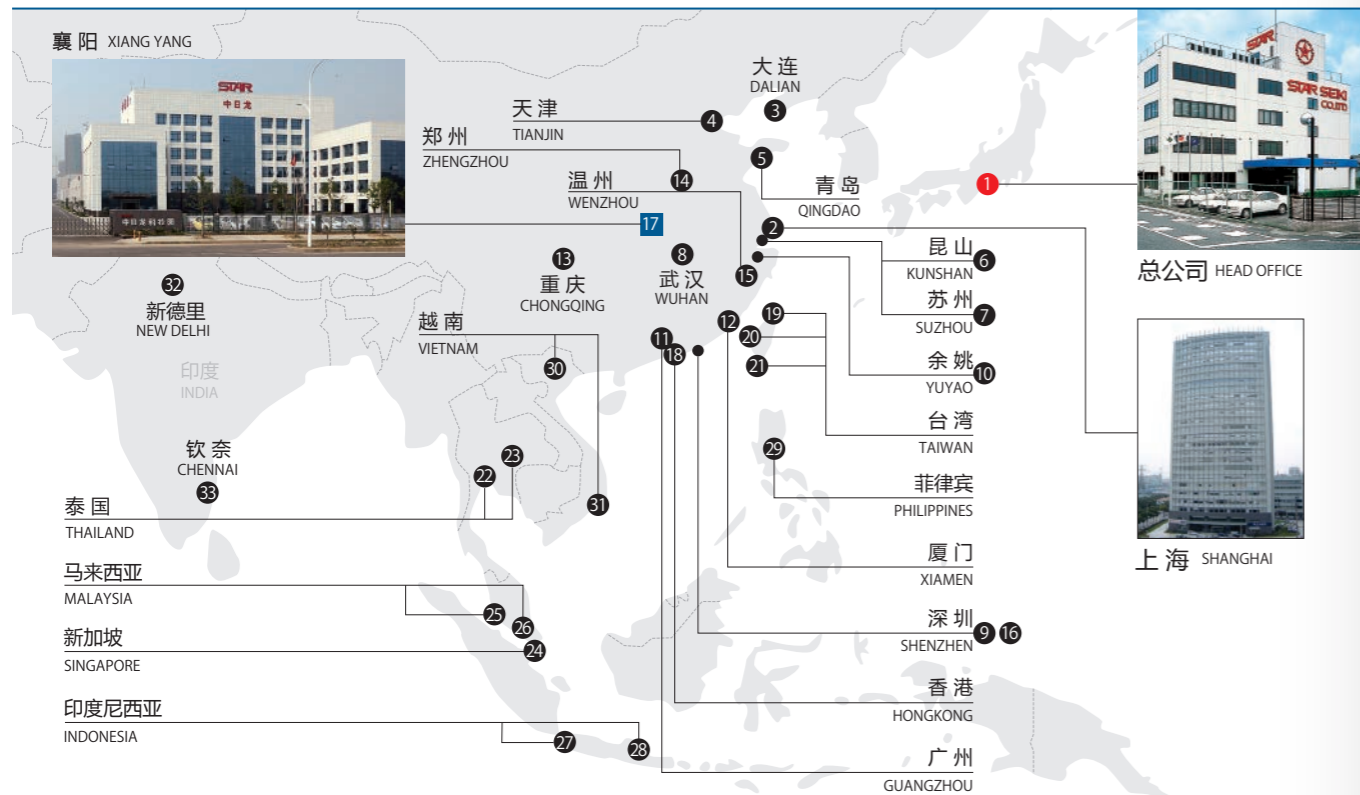 襄阳 XIANG YANG
STAR
中日龙
中日龙科技园
STAR
STAR SEIKI
CO.,LTD
总公司 HEAD OFFICE
上海 SHANGHAI
大连
DALIAN
3
天津
TIANJIN
4
郑州
ZHENGZHOU
14
5
青岛
QINGDAO
1
温州
WENZHOU
15
17
2
13
重庆
CHONGQING
8
武汉
WUHAN
昆山
KUNSHAN
6
苏州
SUZHOU
7
32
新德里
NEW DELHI
印度
INDIA
越南
VIETNAM
30
31
11
18
12
19
20
21
余姚
YUYAO
10
台湾
TAIWAN
钦奈
CHENNAI
33
22
23
29
泰国
THAILAND
菲律宾
PHILIPPINES
马来西亚
MALAYSIA
25
26
厦门
XIAMEN
新加坡
SINGAPORE
24
深圳
SHENZHEN
9
16
香港
HONGKONG
印度尼西亚
INDONESIA
27
28
广州
GUANGZHOU